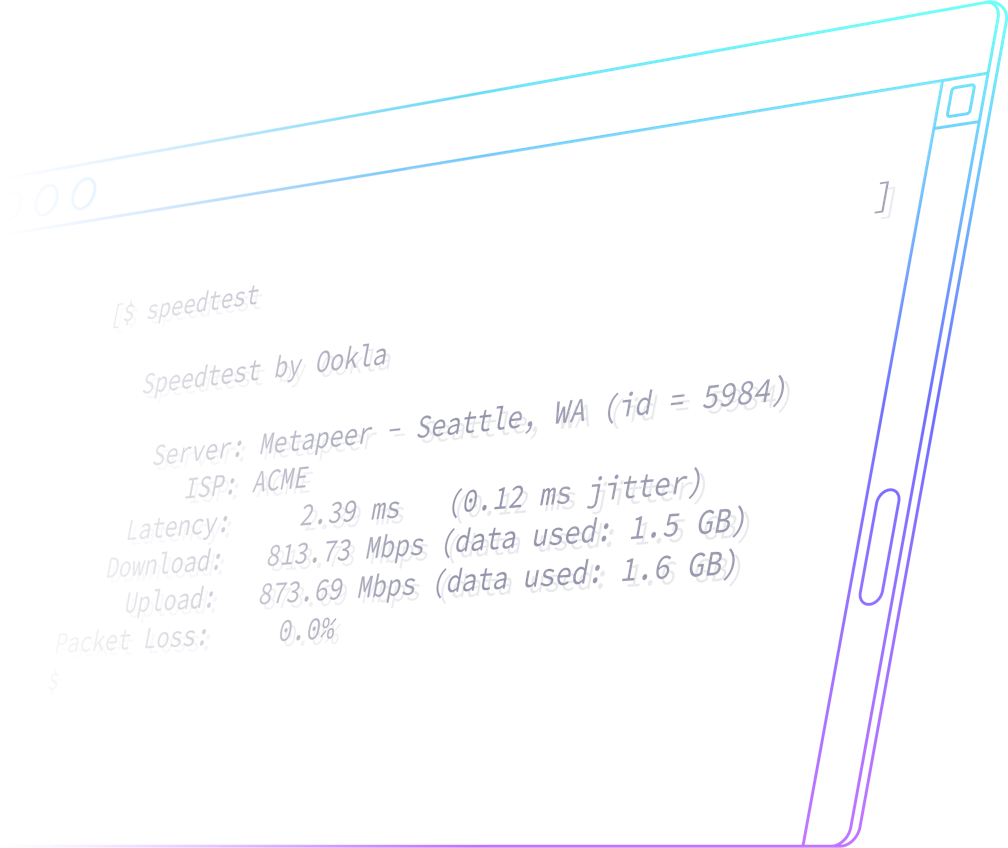 [$ speedtest ]
Speedtest by Ookla
Server: Metapeer – Seattle, WA (id = 5984)
ISP: ACME
Latency: 2.39 ms (0.12 ms jitter)
Download: 813.73 Mbps (data used: 1.5 GB)
Upload: 873.69 Mbps (data used: 1.6 GB)
Packet Loss: 0.0%
$